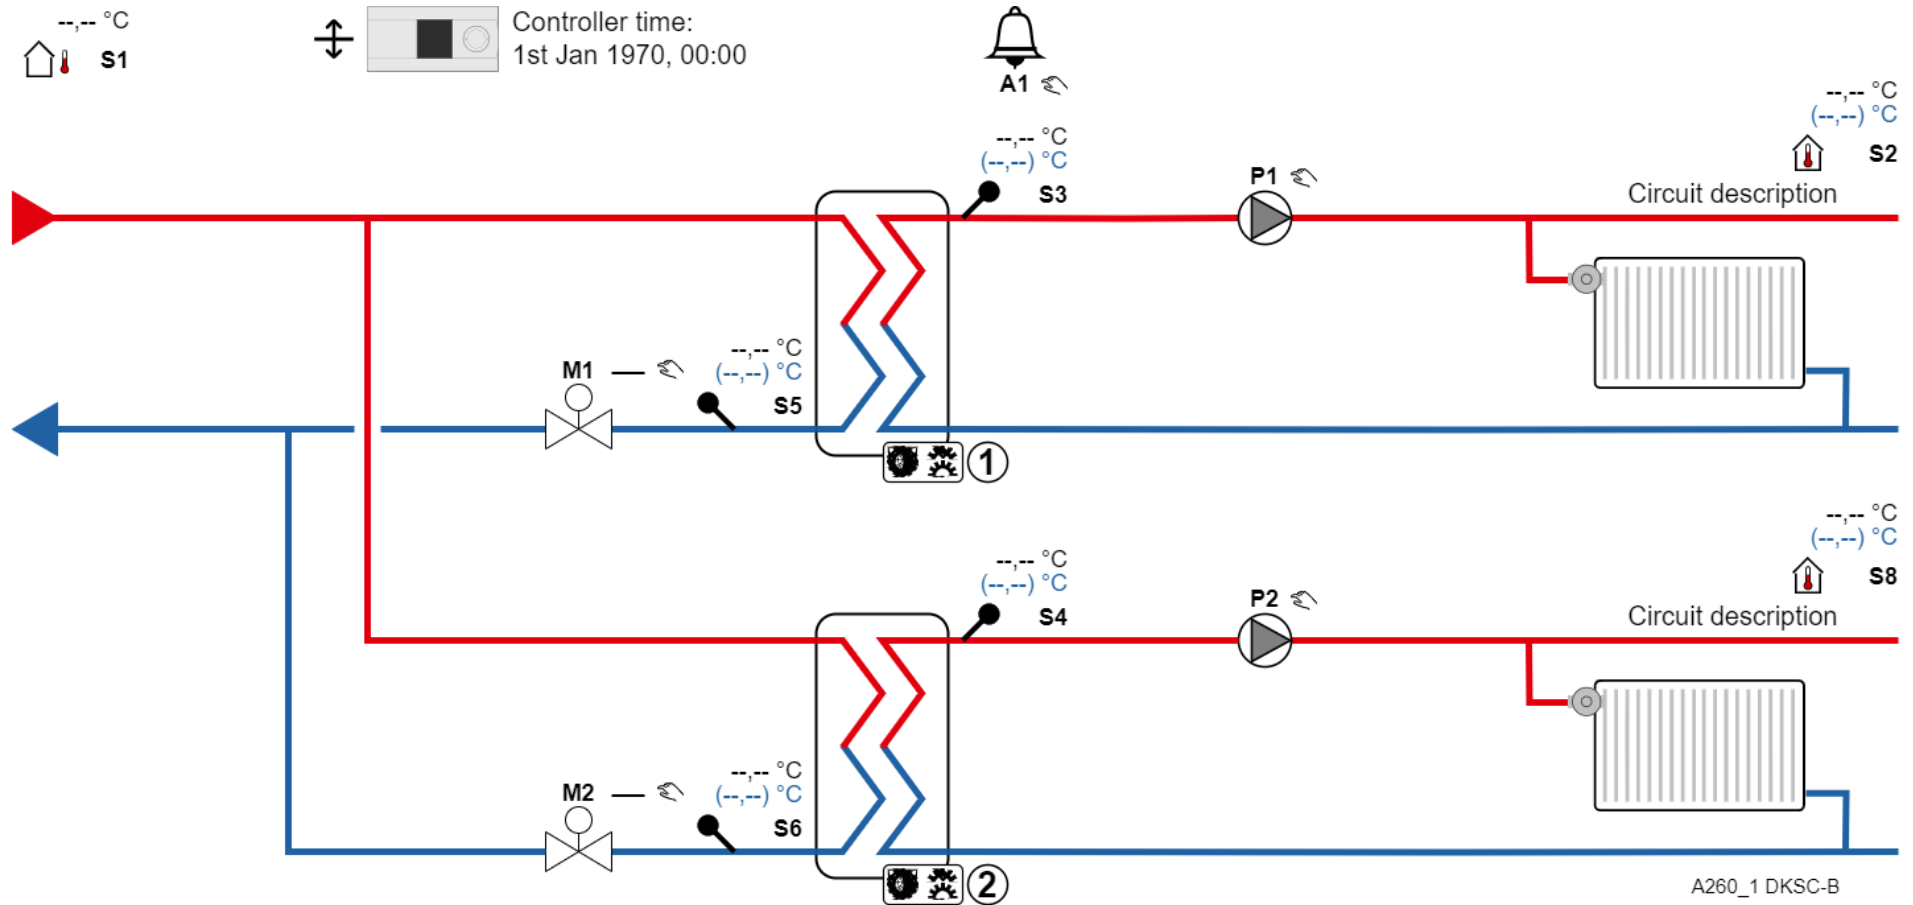 --,-- °C
S1
Controller time:
1st Jan 1970, 00:00
A1
--,-- °C
(--,--) °C
S2
Circuit description
--,-- °C
(--,--) °C
S3
P1
M1
--,-- °C
(--,--) °C
S5
1
--,-- °C
(--,--) °C
S8
Circuit description
--,-- °C
(--,--) °C
S4
P2
M2
--,-- °C
(--,--) °C
S6
2
A260_1 DKSC-B